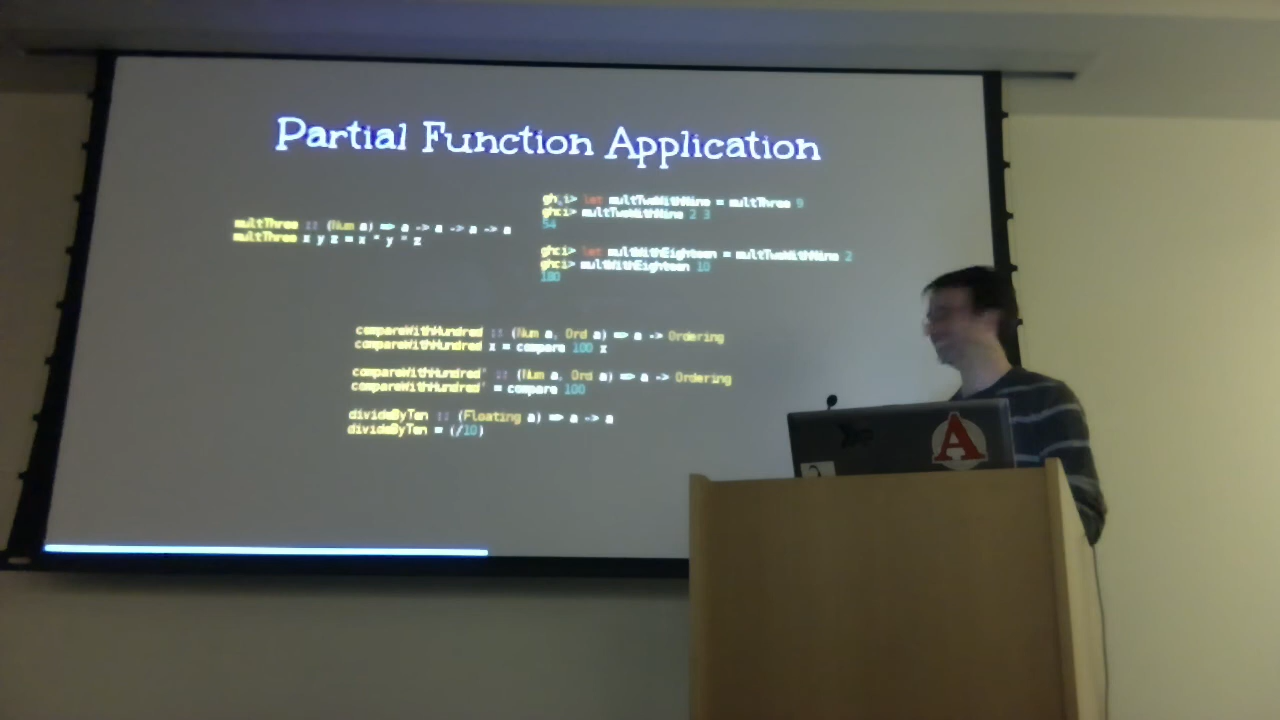 Partial Function Application
multThree :: (Num a) => a -> a -> a -> a
multThree x y z = x * y * z
ghci> let multTwoWithNine = multThree 9
ghci> multTwoWithNine 2 3
54
ghci> let multWithEighteen = multTwoWithNine 2
ghci> multWithEighteen 10
180
compareWithHundred :: (Num a, Ord a) => a -> Ordering
compareWithHundred x = compare 100 x
compareWithHundred' :: (Num a, Ord a) => a -> Ordering
compareWithHundred' = compare 100
divideByTen :: (Floating a) => a -> a
divideByTen = (/10)
A